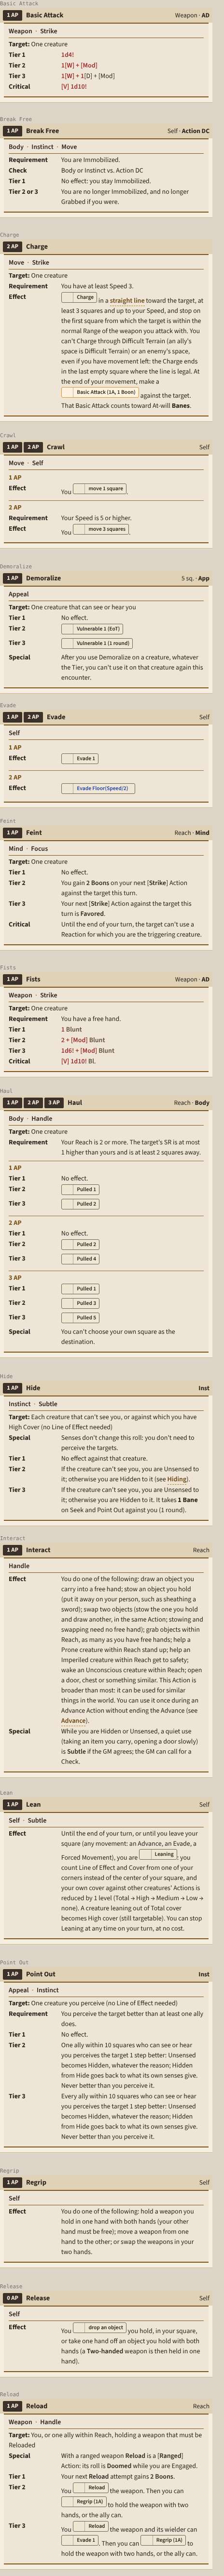 Basic Attack
1 AP Basic Attack Weapon · AD
Weapon · Strike
Target: One creature
Tier 1 1d4!
Tier 2 1[W] + [Mod]
Tier 3 1[W] + 1[D] + [Mod]
Critical [V] 1d10!
Break Free
1 AP Break Free Self · Action DC
Body · Instinct · Move
Requirement You are Immobilized.
Check Body or Instinct vs. Action DC
Tier 1 No effect: you stay Immobilized.
Tier 2 or 3 You are no longer Immobilized, and no longer
Grabbed if you were.
Charge
2 AP Charge
Move · Strike
Target: One creature
Requirement You have at least Speed 3.
Effect Charge in a straight line toward the target, at
least 3 squares and up to your Speed, and stop on
the first square from which the target is within the
normal Range of the weapon you attack with. You
can't Charge through Difficult Terrain (an ally's
space is Difficult Terrain) or an enemy's space,
even if you have movement left: the Charge ends
in the last empty square where the line is legal. At
the end of your movement, make a
Basic Attack (1A, 1 Boon) against the target.
That Basic Attack counts toward At-will Banes.
Crawl
1 AP 2 AP Crawl Self
Move · Self
1 AP
Effect You move 1 square.
2 AP
Requirement Your Speed is 5 or higher.
Effect You move 3 squares.
Demoralize
1 AP Demoralize 5 sq. · App
Appeal
Target: One creature that can see or hear you
Tier 1 No effect.
Tier 2 Vulnerable 1 (EoT)
Tier 3 Vulnerable 1 (1 round)
Special After you use Demoralize on a creature, whatever
the Tier, you can't use it on that creature again this
encounter.
Evade
1 AP 2 AP Evade Self
Self
1 AP
Effect Evade 1
2 AP
Effect Evade Floor(Speed/2)
Feint
1 AP Feint Reach · Mind
Mind · Focus
Target: One creature
Tier 1 No effect.
Tier 2 You gain 2 Boons on your next [Strike] Action
against the target this turn.
Tier 3 Your next [Strike] Action against the target this
turn is Favored.
Critical Until the end of your turn, the target can't use a
Reaction for which you are the triggering creature.
Fists
1 AP Fists Weapon · AD
Weapon · Strike
Target: One creature
Requirement You have a free hand.
Tier 1 1 Blunt
Tier 2 2 + [Mod] Blunt
Tier 3 1d6! + [Mod] Blunt
Critical [V] 1d10! Bl.
Haul
1 AP 2 AP 3 AP Haul Reach · Body
Body · Handle
Target: One creature
Requirement Your Reach is 2 or more. The target's SR is at most
1 higher than yours and is at least 2 squares away.
1 AP
Tier 1 No effect.
Tier 2 Pulled 1
Tier 3 Pulled 2
2 AP
Tier 1 No effect.
Tier 2 Pulled 2
Tier 3 Pulled 4
3 AP
Tier 1 Pulled 1
Tier 2 Pulled 3
Tier 3 Pulled 5
Special You can't choose your own square as the
destination.
Hide
1 AP Hide Inst
Instinct · Subtle
Target: Each creature that can't see you, or against which you have
High Cover (no Line of Effect needed)
Special Senses don't change this roll: you don't need to
perceive the targets.
Tier 1 No effect against that creature.
Tier 2 If the creature can't see you, you are Unsensed to
it; otherwise you are Hidden to it (see Hiding).
Tier 3 If the creature can't see you, you are Unsensed to
it; otherwise you are Hidden to it. It takes 1 Bane
on Seek and Point Out against you (1 round).
Interact
1 AP Interact Reach
Handle
Effect You do one of the following: draw an object you
carry into a free hand; stow an object you hold
(put it away on your person, such as sheathing a
sword); swap two objects (stow the one you hold
and draw another, in the same Action; stowing and
swapping need no free hand); grab objects within
Reach, as many as you have free hands; help a
Prone creature within Reach stand up; help an
Imperiled creature within Reach get to safety;
wake an Unconscious creature within Reach; open
a door, chest or something similar. This Action is
broader than most: it can be used for similar
things in the world. You can use it once during an
Advance Action without ending the Advance (see
Advance).
Special While you are Hidden or Unsensed, a quiet use
(taking an item you carry, opening a door slowly)
is Subtle if the GM agrees; the GM can call for a
Check.
Lean
1 AP Lean Self
Self · Subtle
Effect Until the end of your turn, or until you leave your
square (any movement: an Advance, an Evade, a
Forced Movement), you are Leaning: you
count Line of Effect and Cover from one of your
corners instead of the center of your square, and
your own cover against other creatures' Actions is
reduced by 1 level (Total → High → Medium → Low →
none). A creature leaning out of Total cover
becomes High cover (still targetable). You can stop
Leaning at any time on your turn, at no cost.
Point Out
1 AP Point Out Inst
Appeal · Instinct
Target: One creature you perceive (no Line of Effect needed)
Requirement You perceive the target better than at least one ally
does.
Tier 1 No effect.
Tier 2 One ally within 10 squares who can see or hear
you perceives the target 1 step better: Unsensed
becomes Hidden, whatever the reason; Hidden
from Hide goes back to what its own senses give.
Never better than you perceive it.
Tier 3 Every ally within 10 squares who can see or hear
you perceives the target 1 step better: Unsensed
becomes Hidden, whatever the reason; Hidden
from Hide goes back to what its own senses give.
Never better than you perceive it.
Regrip
1 AP Regrip Self
Self
Effect You do one of the following: hold a weapon you
hold in one hand with both hands (your other
hand must be free); move a weapon from one
hand to the other; or swap the weapons in your
two hands.
Release
0 AP Release Self
Self
Effect You drop an object you hold, in your square,
or take one hand off an object you hold with both
hands (a Two-handed weapon is then held in one
hand).
Reload
1 AP Reload Reach
Weapon · Handle
Target: You, or one ally within Reach, holding a weapon that must be
Reloaded
Special With a ranged weapon Reload is a [Ranged]
Action: its roll is Doomed while you are Engaged.
Tier 1 Your next Reload attempt gains 2 Boons.
Tier 2 You Reload the weapon. Then you can
Regrip (1A) to hold the weapon with two
hands, or the ally can.
Tier 3 You Reload the weapon and its wielder can
Evade 1. Then you can Regrip (1A) to
hold the weapon with two hands, or the ally can.